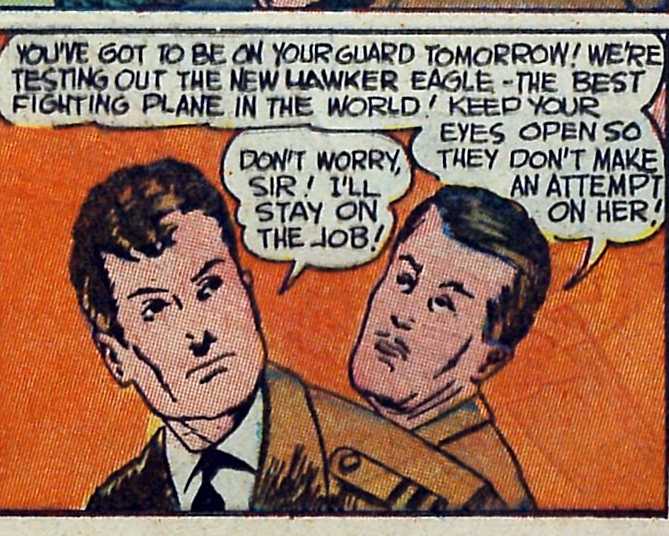 YOU'VE GOT TO BE ON YOUR GUARD TOMORROW! WE'RE
TESTING OUT THE NEW HAWKER EAGLE - THE BEST
FIGHTING PLANE IN THE WORLD! KEEP YOUR
EYES OPEN SO
THEY DON'T MAKE
AN ATTEMPT
ON HER!
DON'T WORRY,
SIR! I'LL
STAY ON
THE JOB!